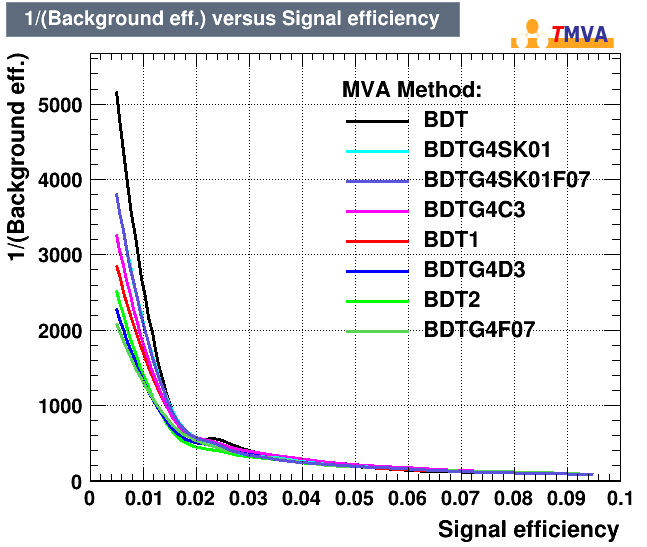 1/(Background eff.) versus Signal efficiency
TMVA
1/(Background eff.)
MVA Method:
BDT
BDTG4SK01
BDTG4SK01F07
BDTG4C3
BDT1
BDTG4D3
BDT2
BDTG4F07
5000
4000
3000
2000
1000
0
0 0.01 0.02 0.03 0.04 0.05 0.06 0.07 0.08 0.09 0.1
Signal efficiency